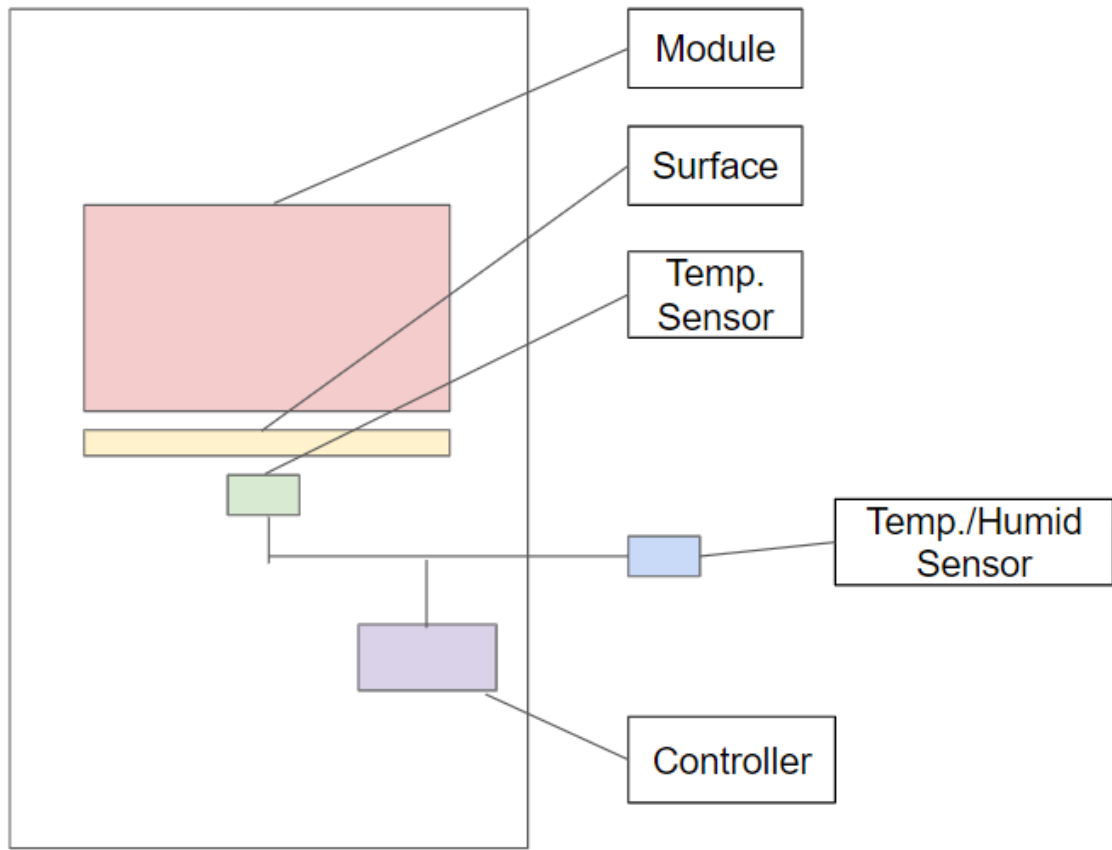 Module
Surface
Temp.
Sensor
Temp./Humid
Sensor
Controller